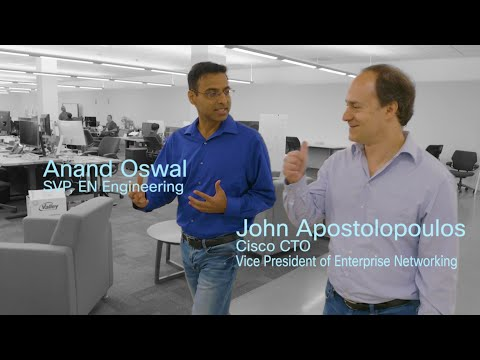 Anand Oswal
SVP, EN Engineering
John Apostolopoulos
Cisco CTO
Vice President of Enterprise Networking